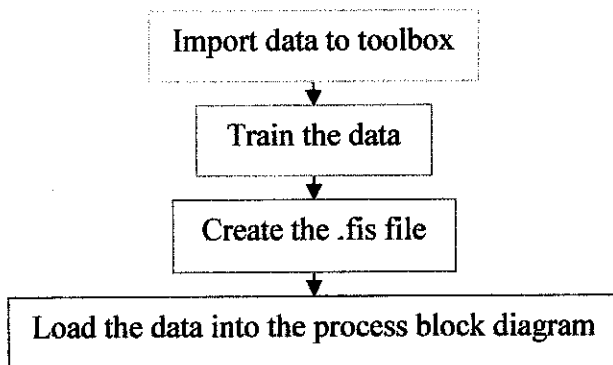 Import data to toolbox
Train the data
Create the .fis file
Load the data into the process block diagram